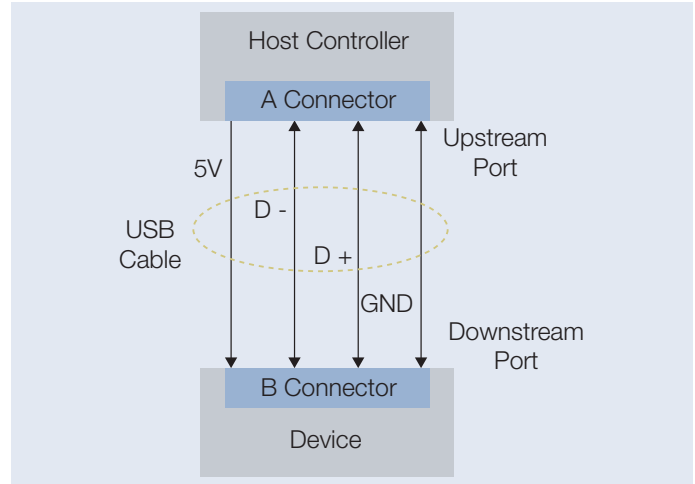 Host Controller
A Connector
Upstream
Port
5V
D -
USB
Cable
D +
GND
Downstream
Port
B Connector
Device